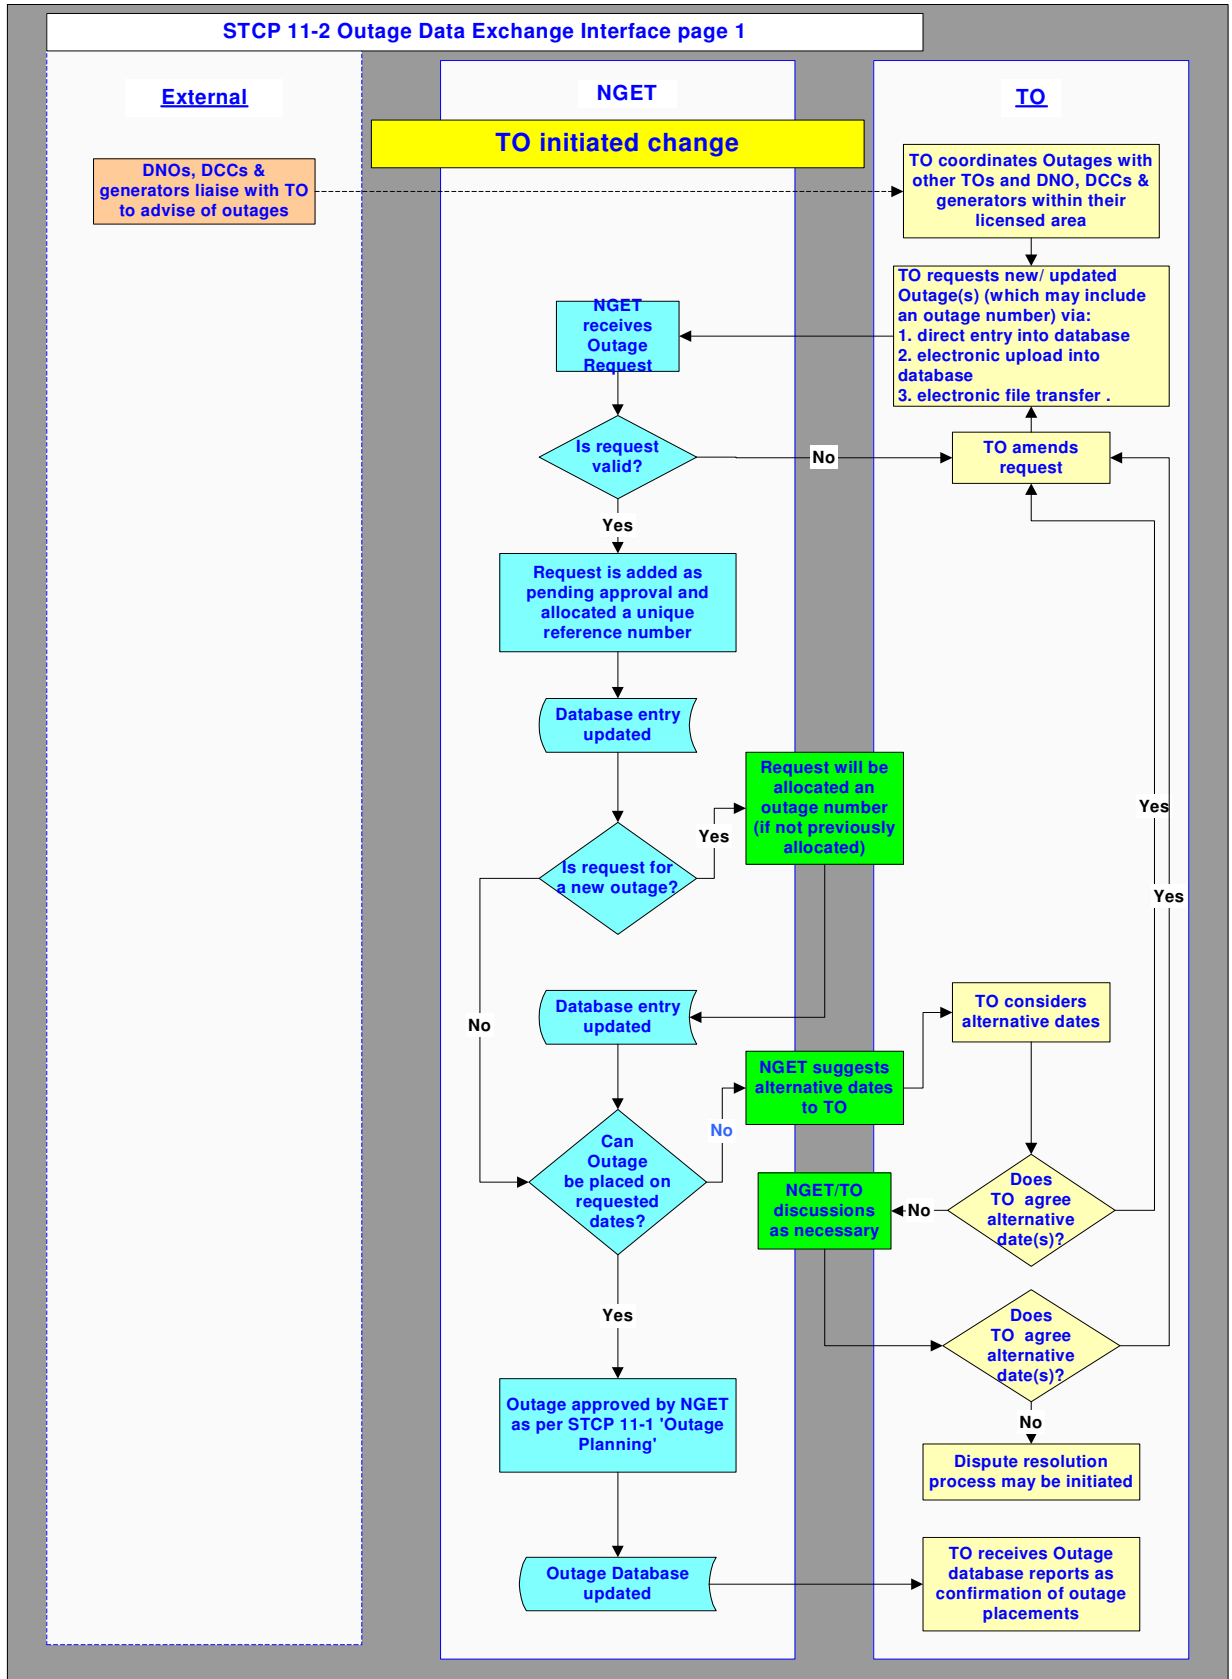 STCP 11-2 Outage Data Exchange Interface page 1
External
NGET
TO
TO initiated change
DNOs, DCCs &
generators liaise with TO
to advise of outages
TO coordinates Outages with
other TOs and DNO, DCCs &
generators within their
licensed area
TO requests new/ updated
Outage(s) (which may include
an outage number) via:
1. direct entry into database
2. electronic upload into
database
3. electronic file transfer .
NGET
receives
Outage
Request
Is request
valid?
No
TO amends
request
Yes
Request is added as
pending approval and
allocated a unique
reference number
Database entry
updated
Request will be
allocated an
outage number
(if not previously
allocated)
Yes
Is request for
a new outage?
Yes
Yes
No
Database entry
updated
TO considers
alternative dates
NGET suggests
alternative dates
to TO
No
Can
Outage
be placed on
requested
dates?
Does
TO agree
alternative
date(s)?
No
NGET/TO
discussions
as necessary
Yes
Does
TO agree
alternative
date(s)?
No
Outage approved by NGET
as per STCP 11-1 'Outage
Planning'
Dispute resolution
process may be initiated
Outage Database
updated
TO receives Outage
database reports as
confirmation of outage
placements